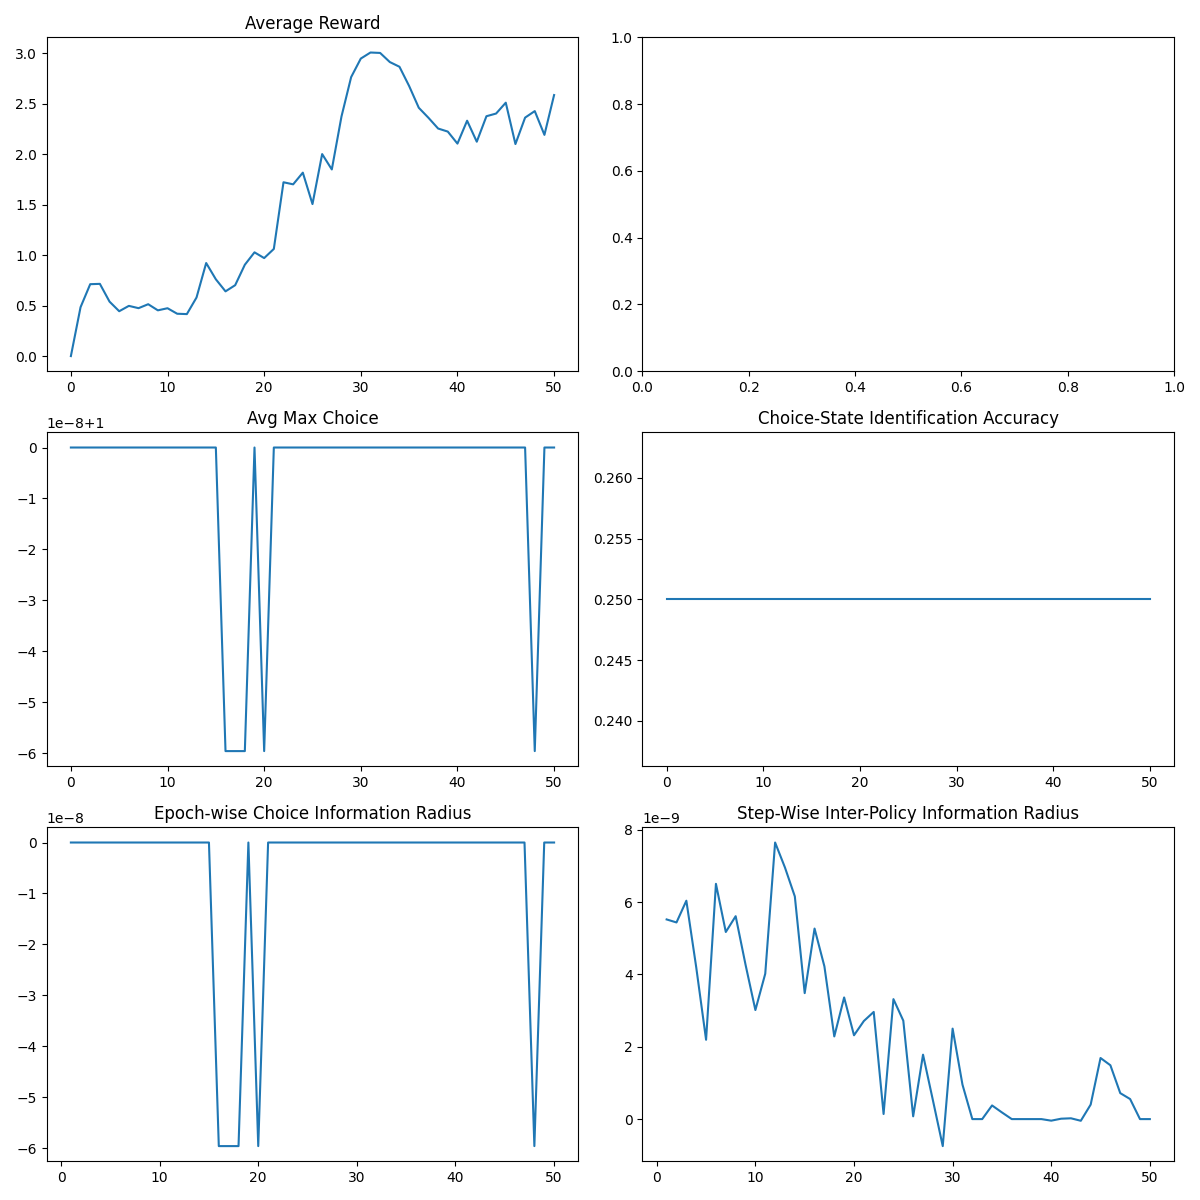 Average Reward
3.0
2.5
2.0
1.5
1.0
0.5
0.0
0 10 20 30 40 50
1.0
0.8
0.6
0.4
0.2
0.0
0.0 0.2 0.4 0.6 0.8 1.0
Avg Max Choice
1e−8+1
0
−1
−2
−3
−4
−5
−6
0 10 20 30 40 50
Choice-State Identification Accuracy
0.260
0.255
0.250
0.245
0.240
0 10 20 30 40 50
Epoch-wise Choice Information Radius
1e−8
0
−1
−2
−3
−4
−5
−6
0 10 20 30 40 50
Step-Wise Inter-Policy Information Radius
1e−9
8
6
4
2
0
0 10 20 30 40 50